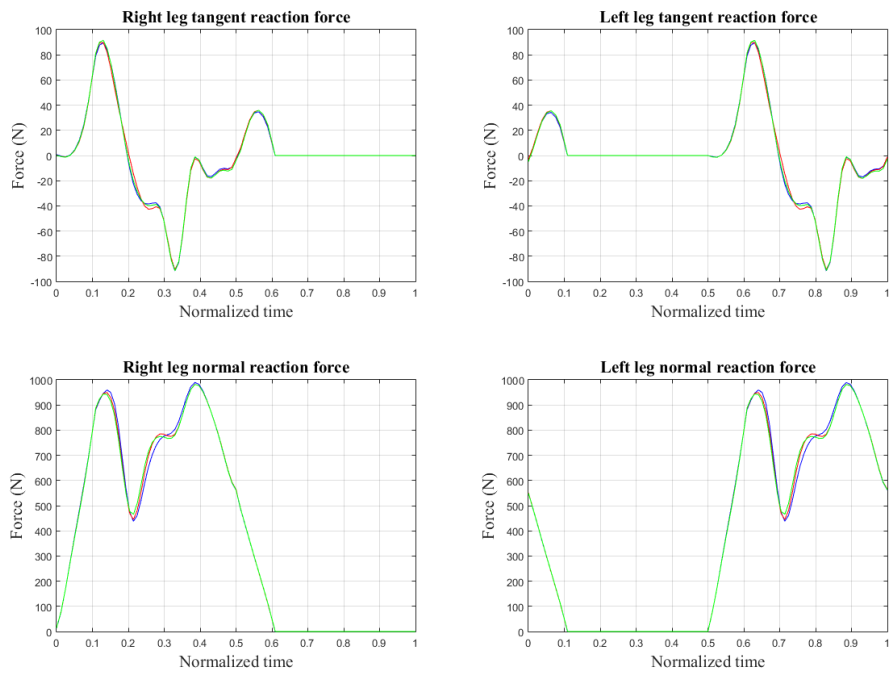 Right leg tangent reaction force
100
80
60
40
20
0
-20
-40
-60
-80
-100
Force (N)
0 0.1 0.2 0.3 0.4 0.5 0.6 0.7 0.8 0.9 1
Normalized time
Left leg tangent reaction force
100
80
60
40
20
0
-20
-40
-60
-80
-100
Force (N)
0 0.1 0.2 0.3 0.4 0.5 0.6 0.7 0.8 0.9 1
Normalized time
Right leg normal reaction force
1000
900
800
700
600
500
400
300
200
100
0
Force (N)
0 0.1 0.2 0.3 0.4 0.5 0.6 0.7 0.8 0.9 1
Normalized time
Left leg normal reaction force
1000
900
800
700
600
500
400
300
200
100
0
Force (N)
0 0.1 0.2 0.3 0.4 0.5 0.6 0.7 0.8 0.9 1
Normalized time